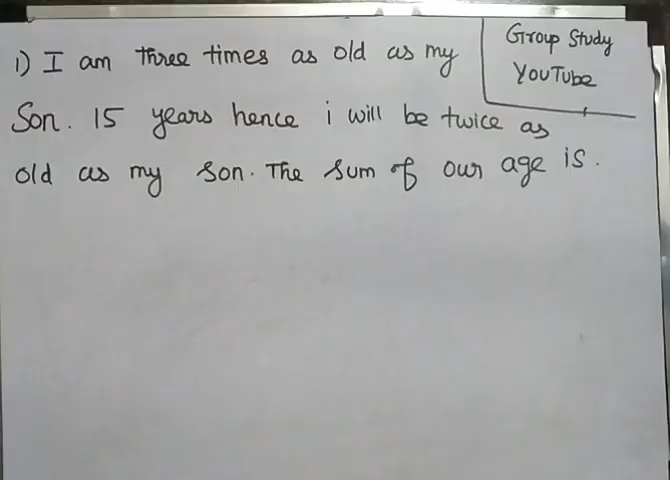 1) I am three times as old as my
Son. 15 years hence i will be twice as
old as my son. The sum of our age is.
Group Study
YouTube